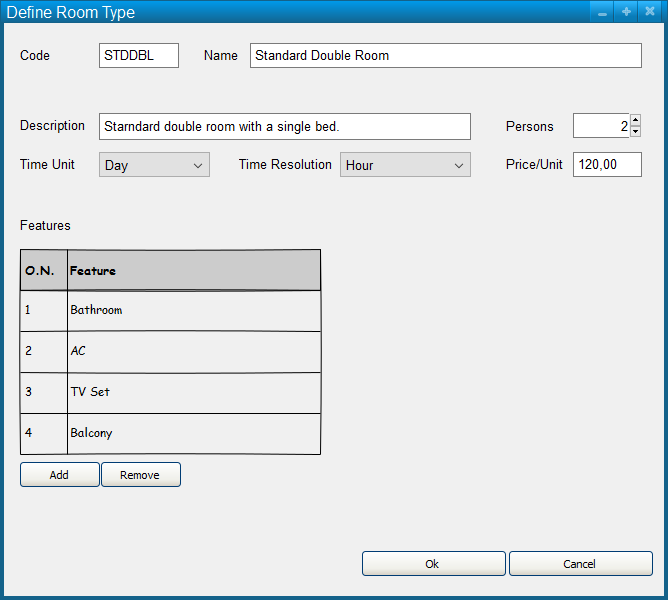 Define Room Type
Code STDDBL Name Standard Double Room
Description Starndard double room with a single bed. Persons 2
Time Unit Day Time Resolution Hour Price/Unit 120,00
Features
O.N. Feature
1 Bathroom
2 AC
3 TV Set
4 Balcony
Add Remove
Ok Cancel